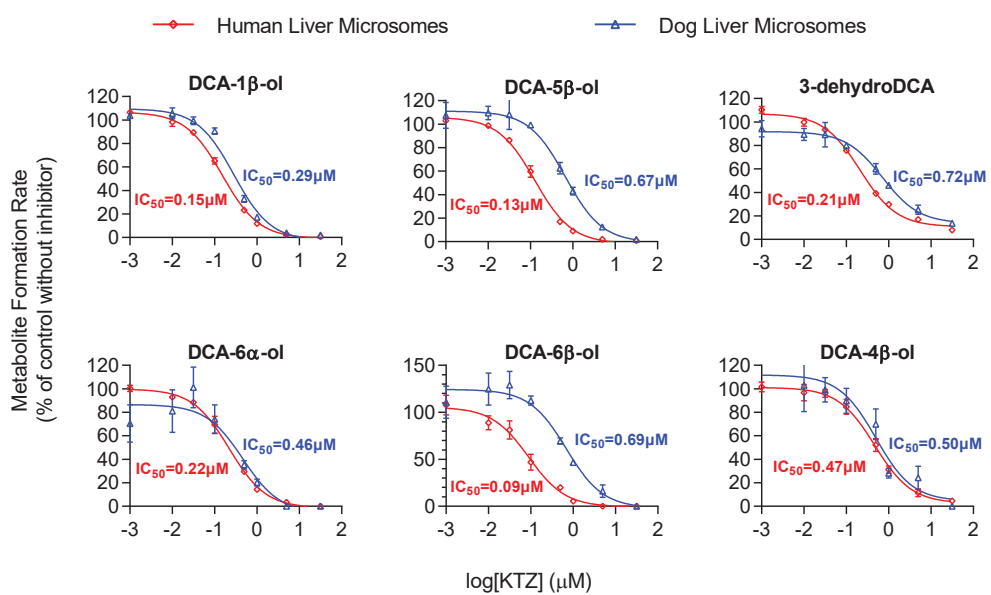 Human Liver Microsomes
Dog Liver Microsomes
Metabolite Formation Rate
(% of control without inhibitor)
DCA-1β-ol
120
100
80
60
40
20
0
-3 -2 -1 0 1 2
IC50=0.29μM
IC50=0.15μM
DCA-5β-ol
120
100
80
60
40
20
0
-3 -2 -1 0 1 2
IC50=0.67μM
IC50=0.13μM
3-dehydroDCA
120
100
80
60
40
20
0
-3 -2 -1 0 1 2
IC50=0.72μM
IC50=0.21μM
DCA-6α-ol
120
100
80
60
40
20
0
-3 -2 -1 0 1 2
IC50=0.46μM
IC50=0.22μM
DCA-6β-ol
150
100
50
0
-3 -2 -1 0 1 2
IC50=0.69μM
IC50=0.09μM
DCA-4β-ol
120
100
80
60
40
20
0
-3 -2 -1 0 1 2
IC50=0.50μM
IC50=0.47μM
log[KTZ] (μM)